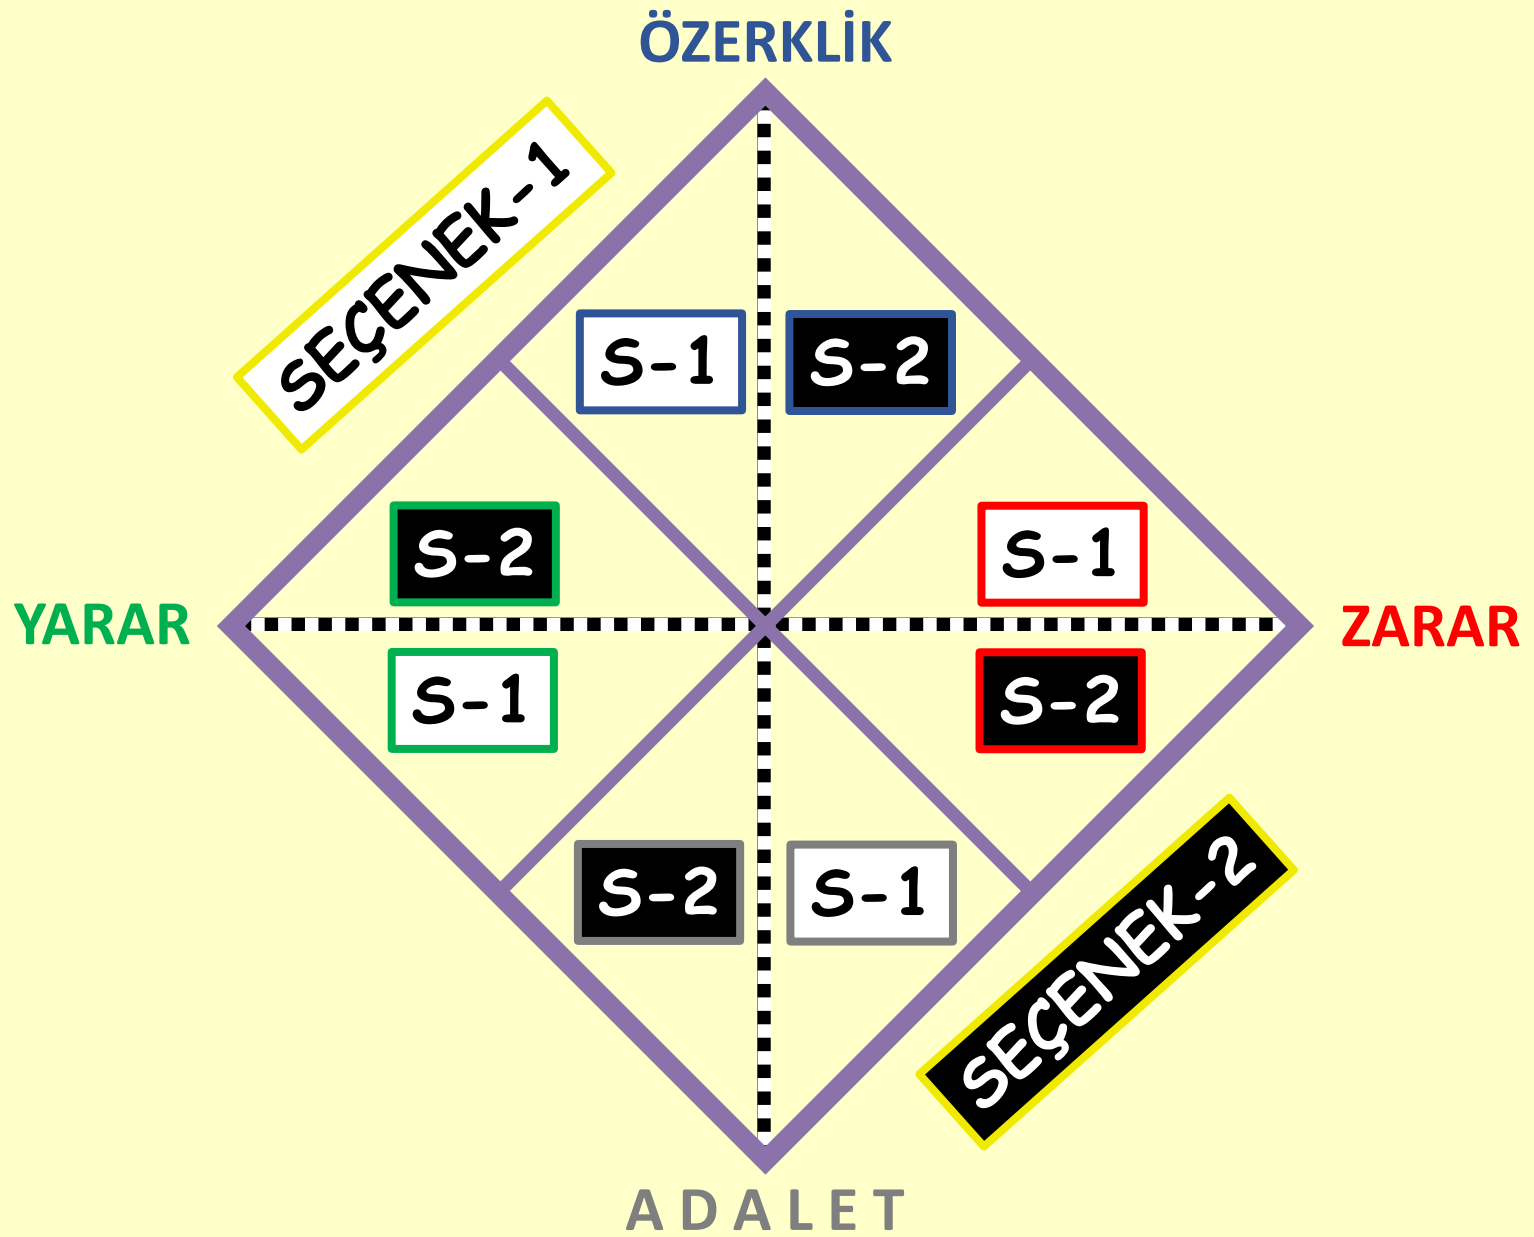 ÖZERKLİK
SEÇENEK-1
S-1
S-2
S-2
S-1
YARAR
ZARAR
S-1
S-2
S-2
S-1
SEÇENEK-2
ADALET